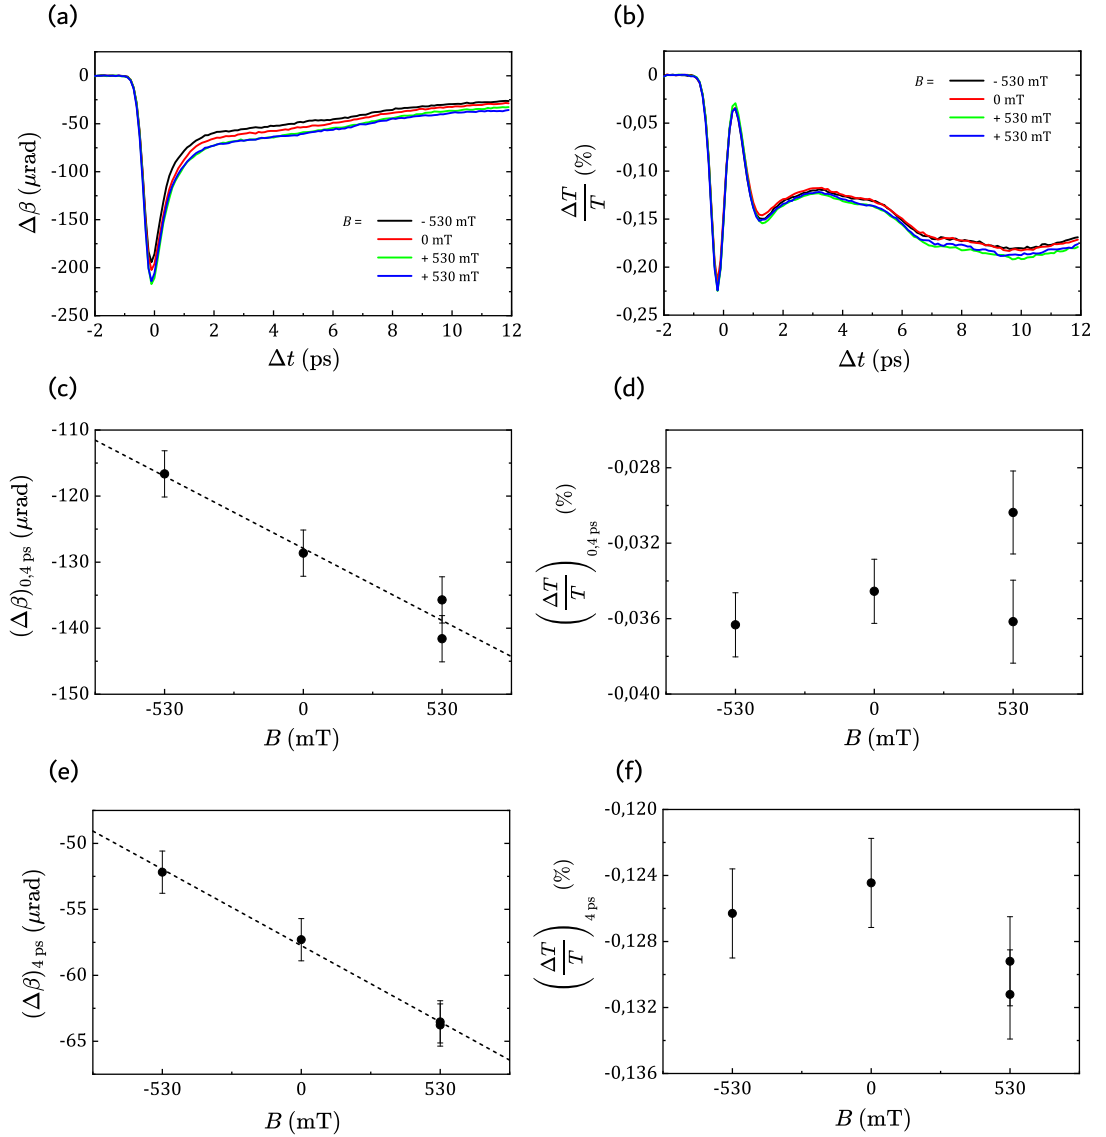 (a)
0
-50
-100
-150
-200
-250
Δβ (μrad)
B =
- 530 mT
0 mT
+ 530 mT
+ 530 mT
-2 0 2 4 6 8 10 12
Δt (ps)
(b)
0
-0,05
-0,10
-0,15
-0,20
-0,25
ΔT/T (%)
B =
- 530 mT
0 mT
+ 530 mT
+ 530 mT
-2 0 2 4 6 8 10 12
Δt (ps)
(c)
-110
-120
-130
-140
-150
(Δβ)0,4 ps (μrad)
-530 0 530
B (mT)
(d)
-0,028
-0,032
-0,036
-0,040
(ΔT/T)0,4 ps (%)
-530 0 530
B (mT)
(e)
-50
-55
-60
-65
(Δβ)4 ps (μrad)
-530 0 530
B (mT)
(f)
-0,120
-0,124
-0,128
-0,132
-0,136
(ΔT/T)4 ps (%)
-530 0 530
B (mT)